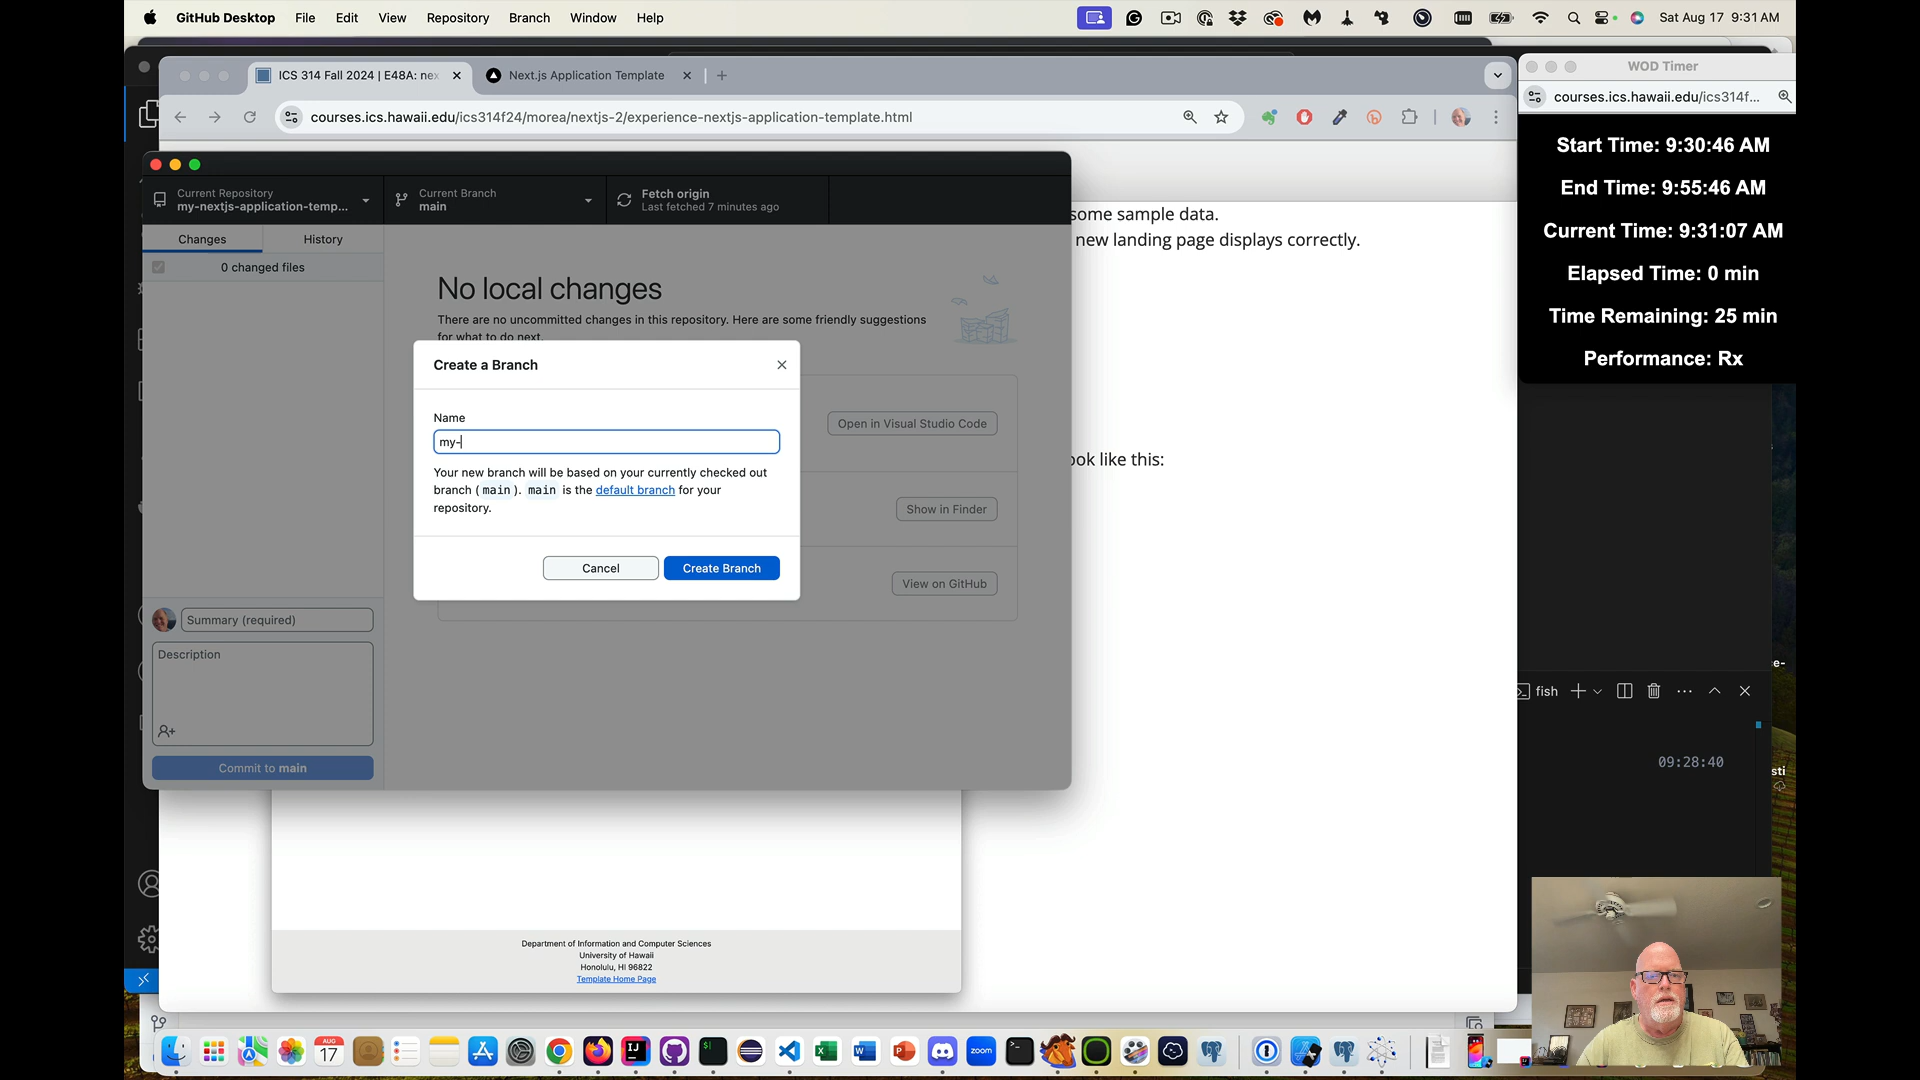 GitHub Desktop File Edit View Repository Branch Window Help
Sat Aug 17 9:31 AM
ICS 314 Fall 2024 | E48A: nex
Next.js Application Template
courses.ics.hawaii.edu/ics314f24/morea/nextjs-2/experience-nextjs-application-template.html
WOD Timer
courses.ics.hawaii.edu/ics314f...
Start Time: 9:30:46 AM
End Time: 9:55:46 AM
Current Time: 9:31:07 AM
Elapsed Time: 0 min
Time Remaining: 25 min
Performance: Rx
Current Repository
my-nextjs-application-temp...
Current Branch
main
Fetch origin
Last fetched 7 minutes ago
some sample data.
new landing page displays correctly.
Changes
History
0 changed files
No local changes
There are no uncommitted changes in this repository. Here are some friendly suggestions
for what to do next.
Create a Branch
Name
my-
Your new branch will be based on your currently checked out
branch (main). main is the default branch for your
repository.
Cancel
Create Branch
Open in Visual Studio Code
Show in Finder
View on GitHub
ook like this:
Summary (required)
Description
Commit to main
fish
09:28:40
e-
sti
Department of Information and Computer Sciences
University of Hawaii
Honolulu, HI 96822
Template Home Page
AUG
17
zoom